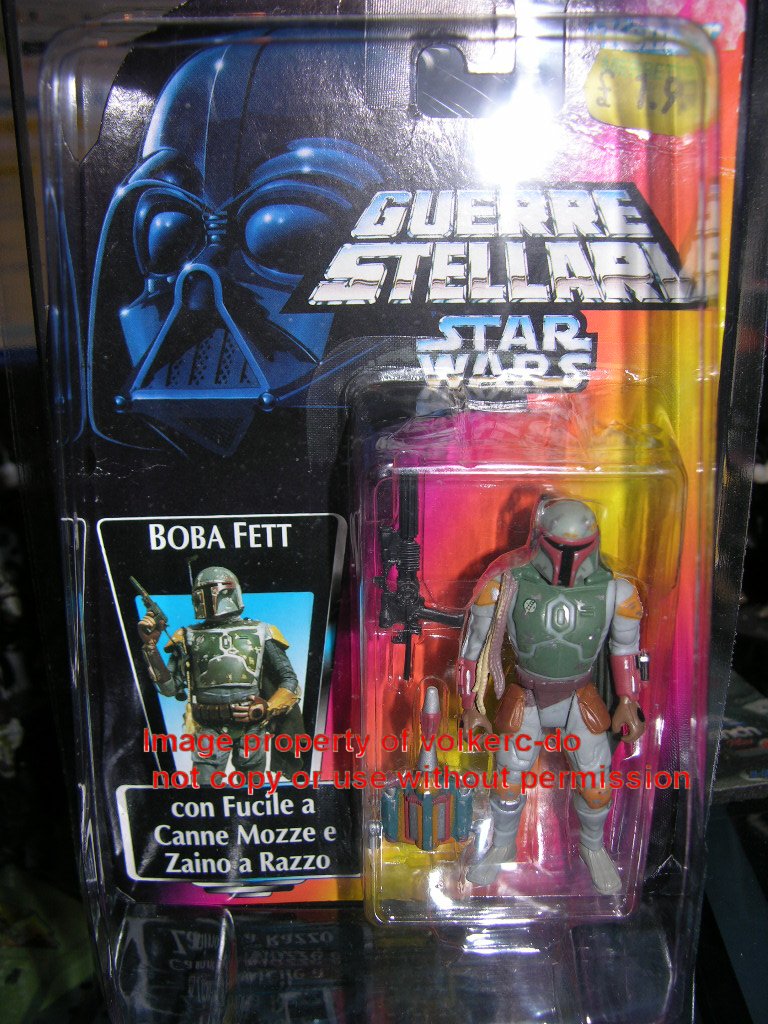 GUERRE
STELLARI
STAR
WARS
BOBA FETT
Image property of volkerc-do
not copy or use without permission
con Fucile a
Canne Mozze e
Zaino a Razzo